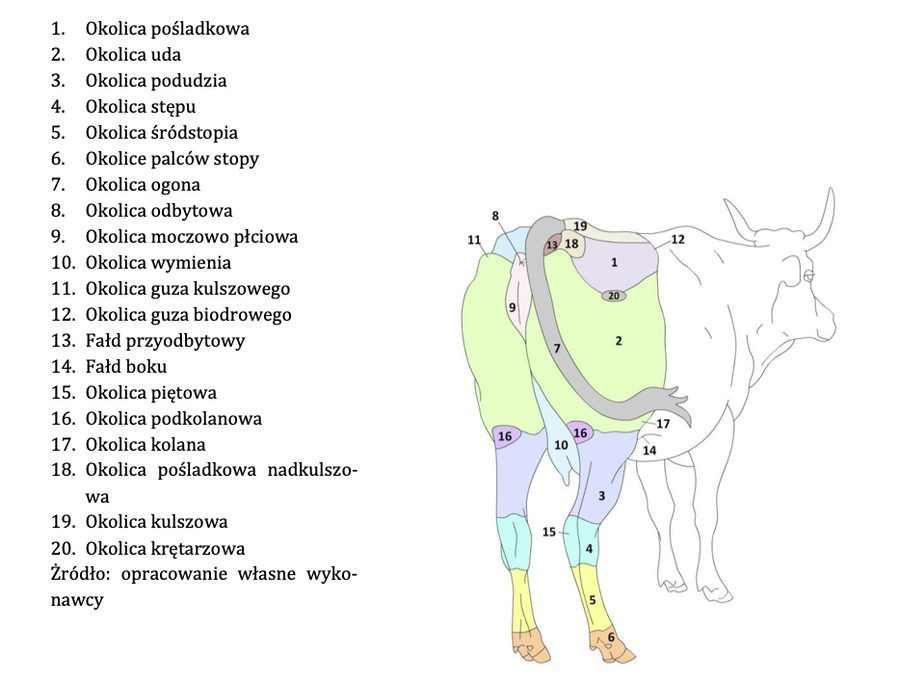 1. Okolica pośladkowa
2. Okolica uda
3. Okolica podudzia
4. Okolica stępu
5. Okolica śródstopia
6. Okolice palców stopy
7. Okolica ogona
8. Okolica odbytowa
9. Okolica moczowo płciowa
10. Okolica wymienia
11. Okolica guza kulszowego
12. Okolica guza biodrowego
13. Fałd przyodbytowy
14. Fałd boku
15. Okolica piętowa
16. Okolica podkolanowa
17. Okolica kolana
18. Okolica pośladkowa nadkulszo-
wa
19. Okolica kulszowa
20. Okolica krętarzowa
Źródło: opracowanie własne wyko-
nawcy
8
19
11
12
13
18
1
20
9
7
2
17
16
16
10
14
3
15
4
5
6